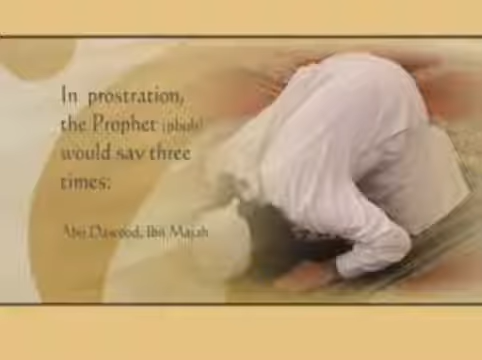 In prostration,
the Prophet (pbuh)
would say three
times:
Abu Dawood, Ibn Majah